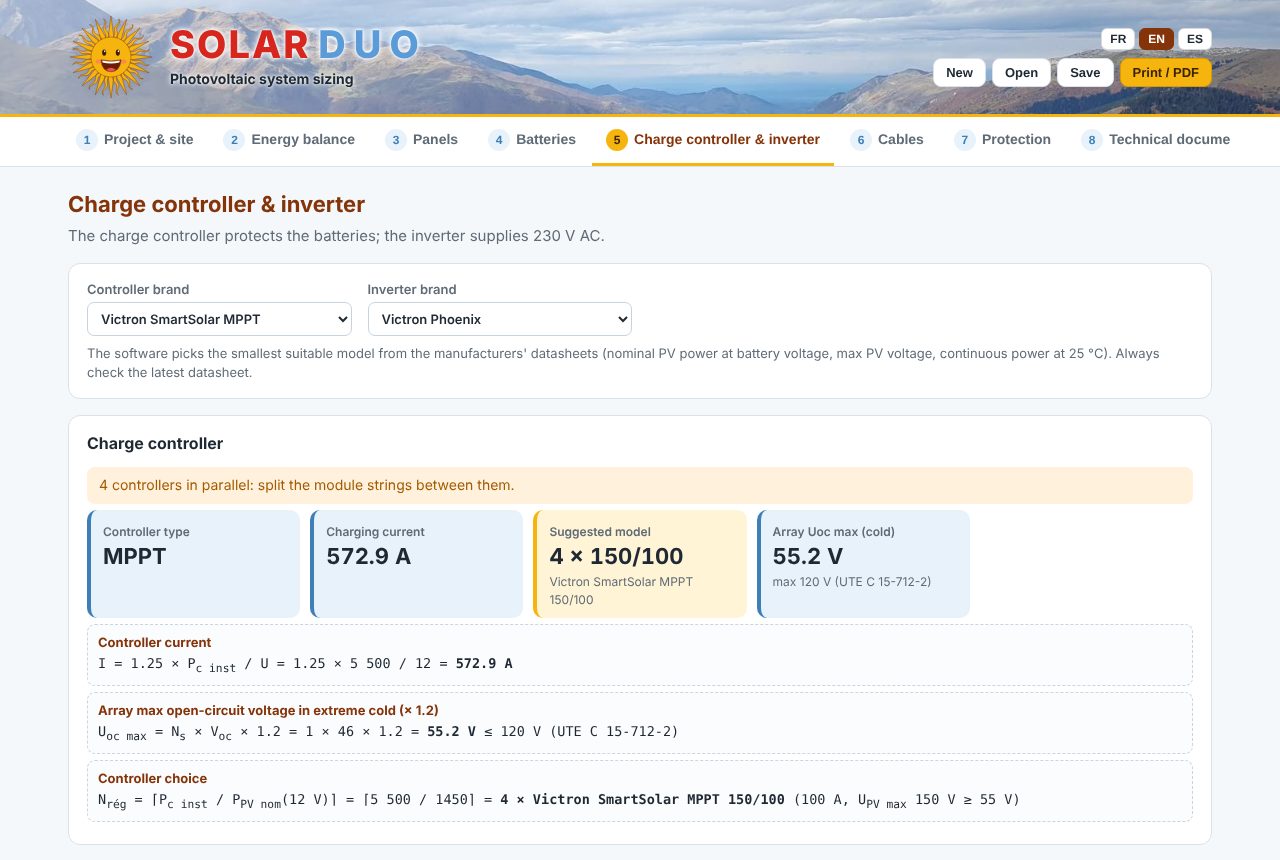 SOLAR DUO
Photovoltaic system sizing
FR EN ES
New Open Save Print / PDF
1 Project & site 2 Energy balance 3 Panels 4 Batteries 5 Charge controller & inverter 6 Cables 7 Protection 8 Technical docume
Charge controller & inverter
The charge controller protects the batteries; the inverter supplies 230 V AC.
Controller brand Inverter brand
Victron SmartSolar MPPT Victron Phoenix
The software picks the smallest suitable model from the manufacturers' datasheets (nominal PV power at battery voltage, max PV voltage, continuous power at 25 °C). Always
check the latest datasheet.
Charge controller
4 controllers in parallel: split the module strings between them.
Controller type
MPPT
Charging current
572.9 A
Suggested model
4 × 150/100
Victron SmartSolar MPPT
150/100
Array Uoc max (cold)
55.2 V
max 120 V (UTE C 15-712-2)
Controller current
I = 1.25 × Pc inst / U = 1.25 × 5 500 / 12 = 572.9 A
Array max open-circuit voltage in extreme cold (× 1.2)
Uoc max = Ns × Voc × 1.2 = 1 × 46 × 1.2 = 55.2 V ≤ 120 V (UTE C 15-712-2)
Controller choice
Nrég = ⌈Pc inst / PPV nom(12 V)⌉ = ⌈5 500 / 1450⌉ = 4 × Victron SmartSolar MPPT 150/100 (100 A, UPV max 150 V ≥ 55 V)